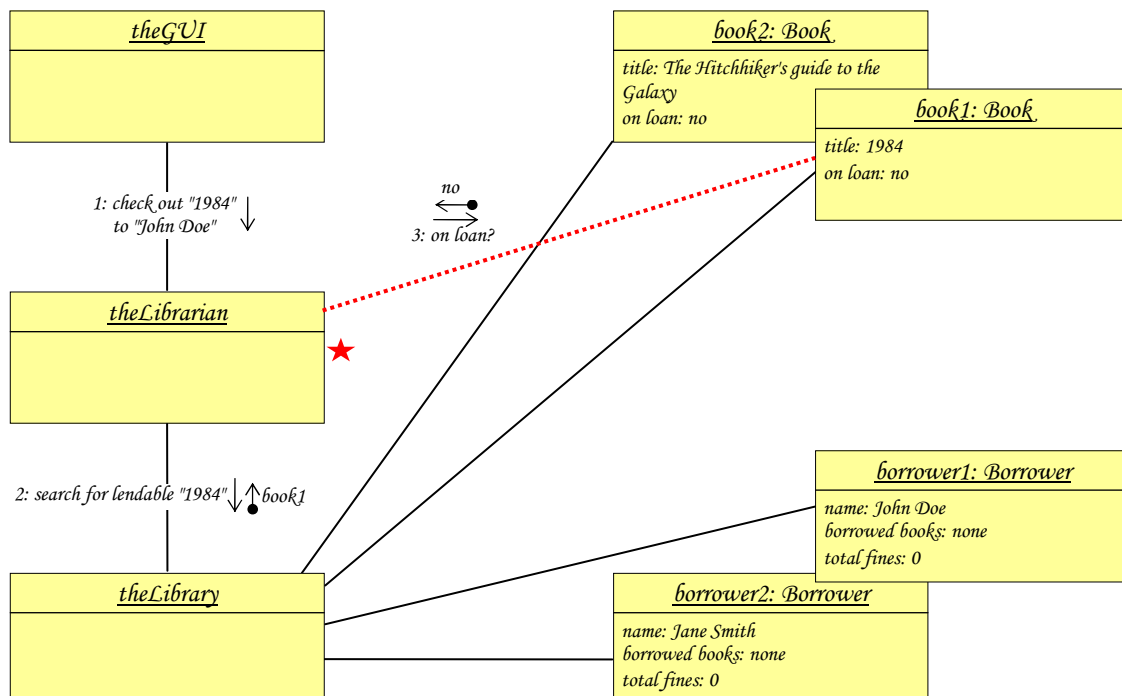 theGUI
book2: Book
title: The Hitchhiker's guide to the
Galaxy
on loan: no
book1: Book
title: 1984
on loan: no
1: check out "1984"
to "John Doe"
no
3: on loan?
theLibrarian
2: search for lendable "1984"
book1
borrower1: Borrower
name: John Doe
borrowed books: none
total fines: 0
theLibrary
borrower2: Borrower
name: Jane Smith
borrowed books: none
total fines: 0